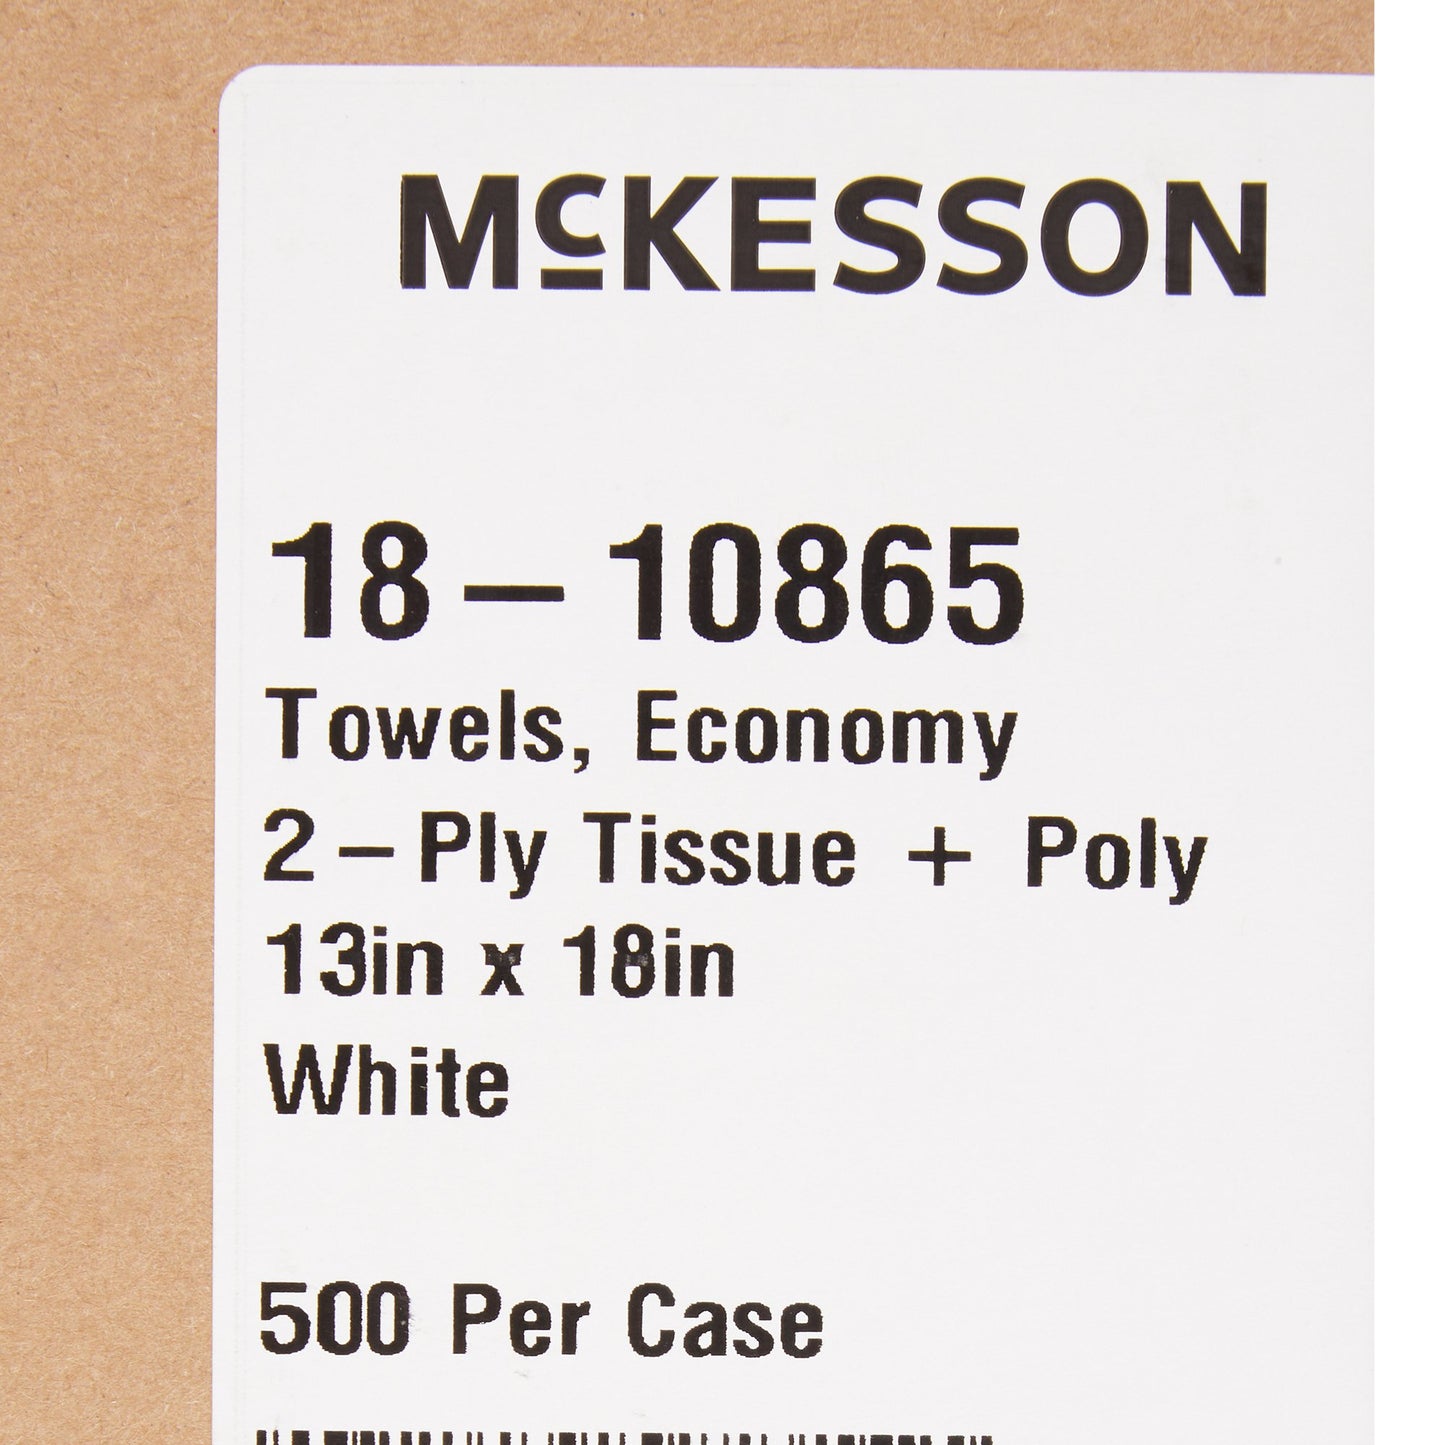 McKESSON
18-10865
Towels, Economy
2-Ply Tissue + Poly
13in x 18in
White
500 Per Case